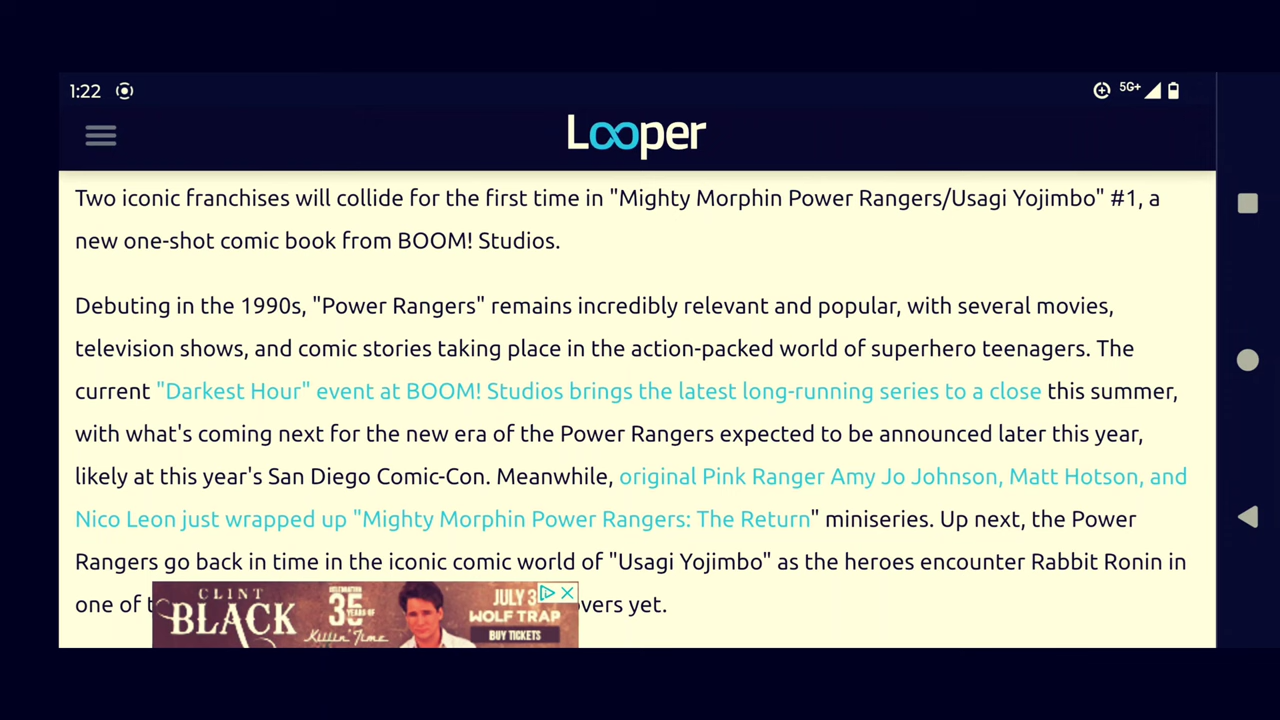 1:22 5G+
Looper
Two iconic franchises will collide for the first time in "Mighty Morphin Power Rangers/Usagi Yojimbo" #1, a
new one-shot comic book from BOOM! Studios.
Debuting in the 1990s, "Power Rangers" remains incredibly relevant and popular, with several movies,
television shows, and comic stories taking place in the action-packed world of superhero teenagers. The
current "Darkest Hour" event at BOOM! Studios brings the latest long-running series to a close this summer,
with what's coming next for the new era of the Power Rangers expected to be announced later this year,
likely at this year's San Diego Comic-Con. Meanwhile, original Pink Ranger Amy Jo Johnson, Matt Hotson, and
Nico Leon just wrapped up "Mighty Morphin Power Rangers: The Return" miniseries. Up next, the Power
Rangers go back in time in the iconic comic world of "Usagi Yojimbo" as the heroes encounter Rabbit Ronin in
one of yet.
CLINT
BLACK
CELEBRATING
35 YEARS OF
Killin' Time
JULY 3
WOLF TRAP
BUY TICKETS